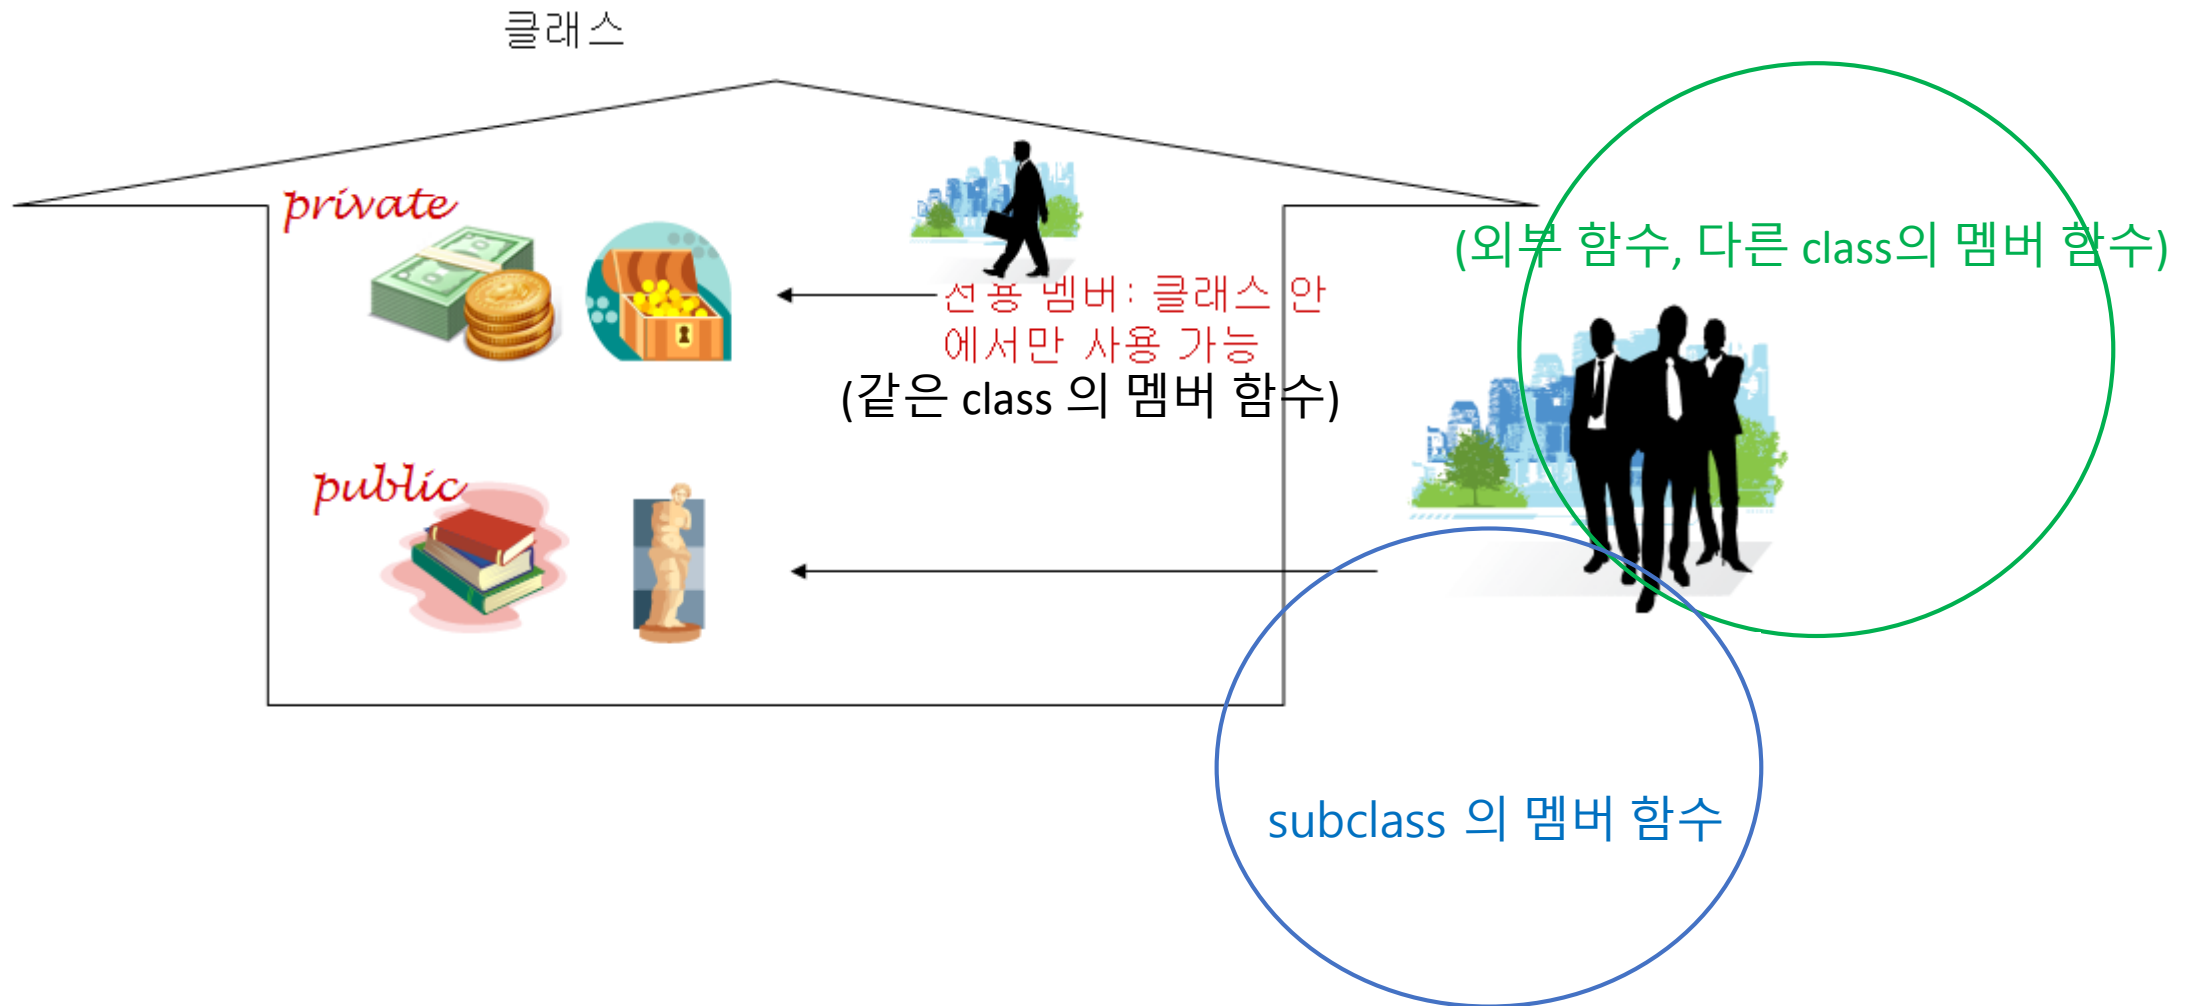 클래스
private
(외부 함수, 다른 class의 멤버 함수)
전용 멤버: 클래스 안
에서만 사용 가능
(같은 class 의 멤버 함수)
public
subclass 의 멤버 함수